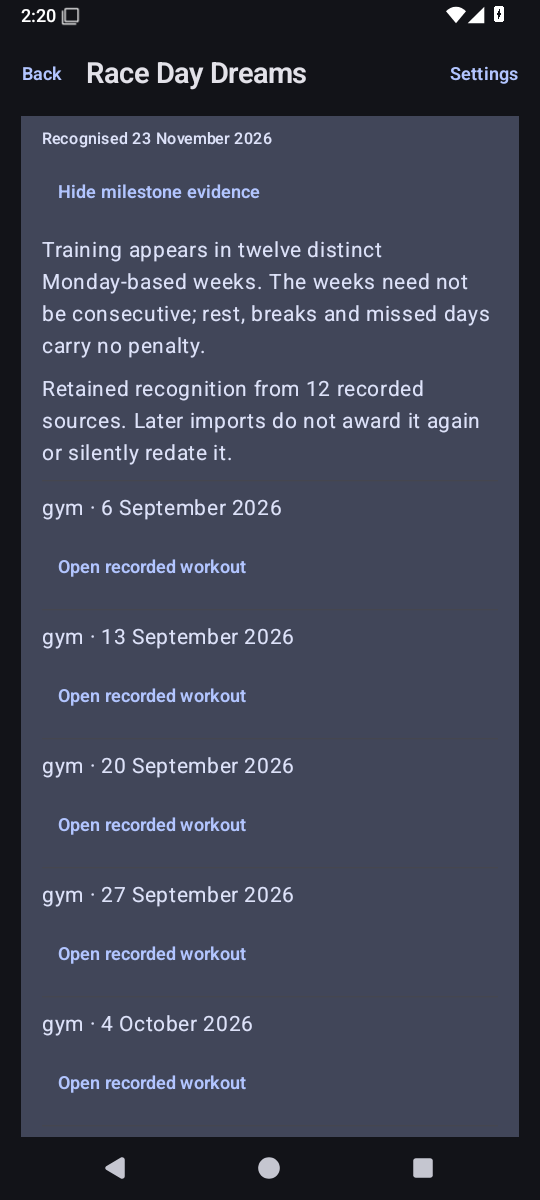 2:20
Back Race Day Dreams Settings
Recognised 23 November 2026
Hide milestone evidence
Training appears in twelve distinct
Monday-based weeks. The weeks need not
be consecutive; rest, breaks and missed days
carry no penalty.
Retained recognition from 12 recorded
sources. Later imports do not award it again
or silently redate it.
gym · 6 September 2026
Open recorded workout
gym · 13 September 2026
Open recorded workout
gym · 20 September 2026
Open recorded workout
gym · 27 September 2026
Open recorded workout
gym · 4 October 2026
Open recorded workout